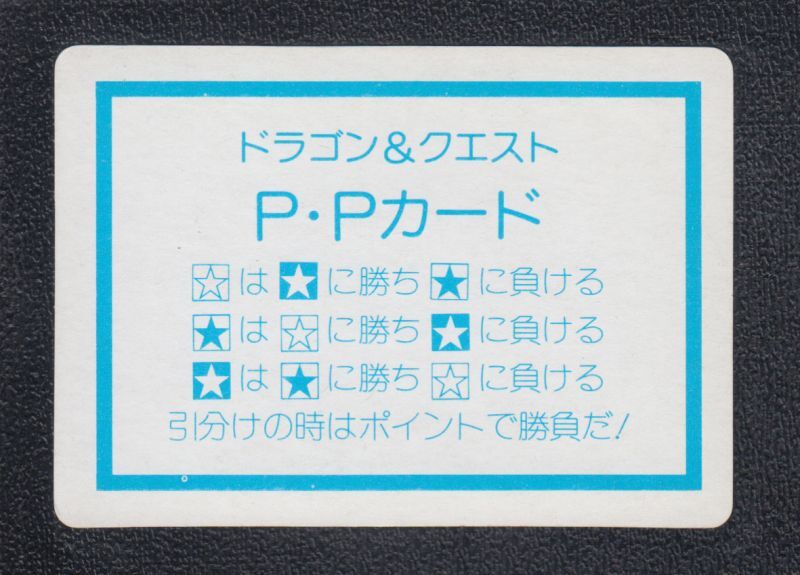 ドラゴン&クエスト
P・Pカード
☆は★に勝ち★に負ける
★は☆に勝ち★に負ける
★は★に勝ち☆に負ける
引分けの時はポイントで勝負だ!